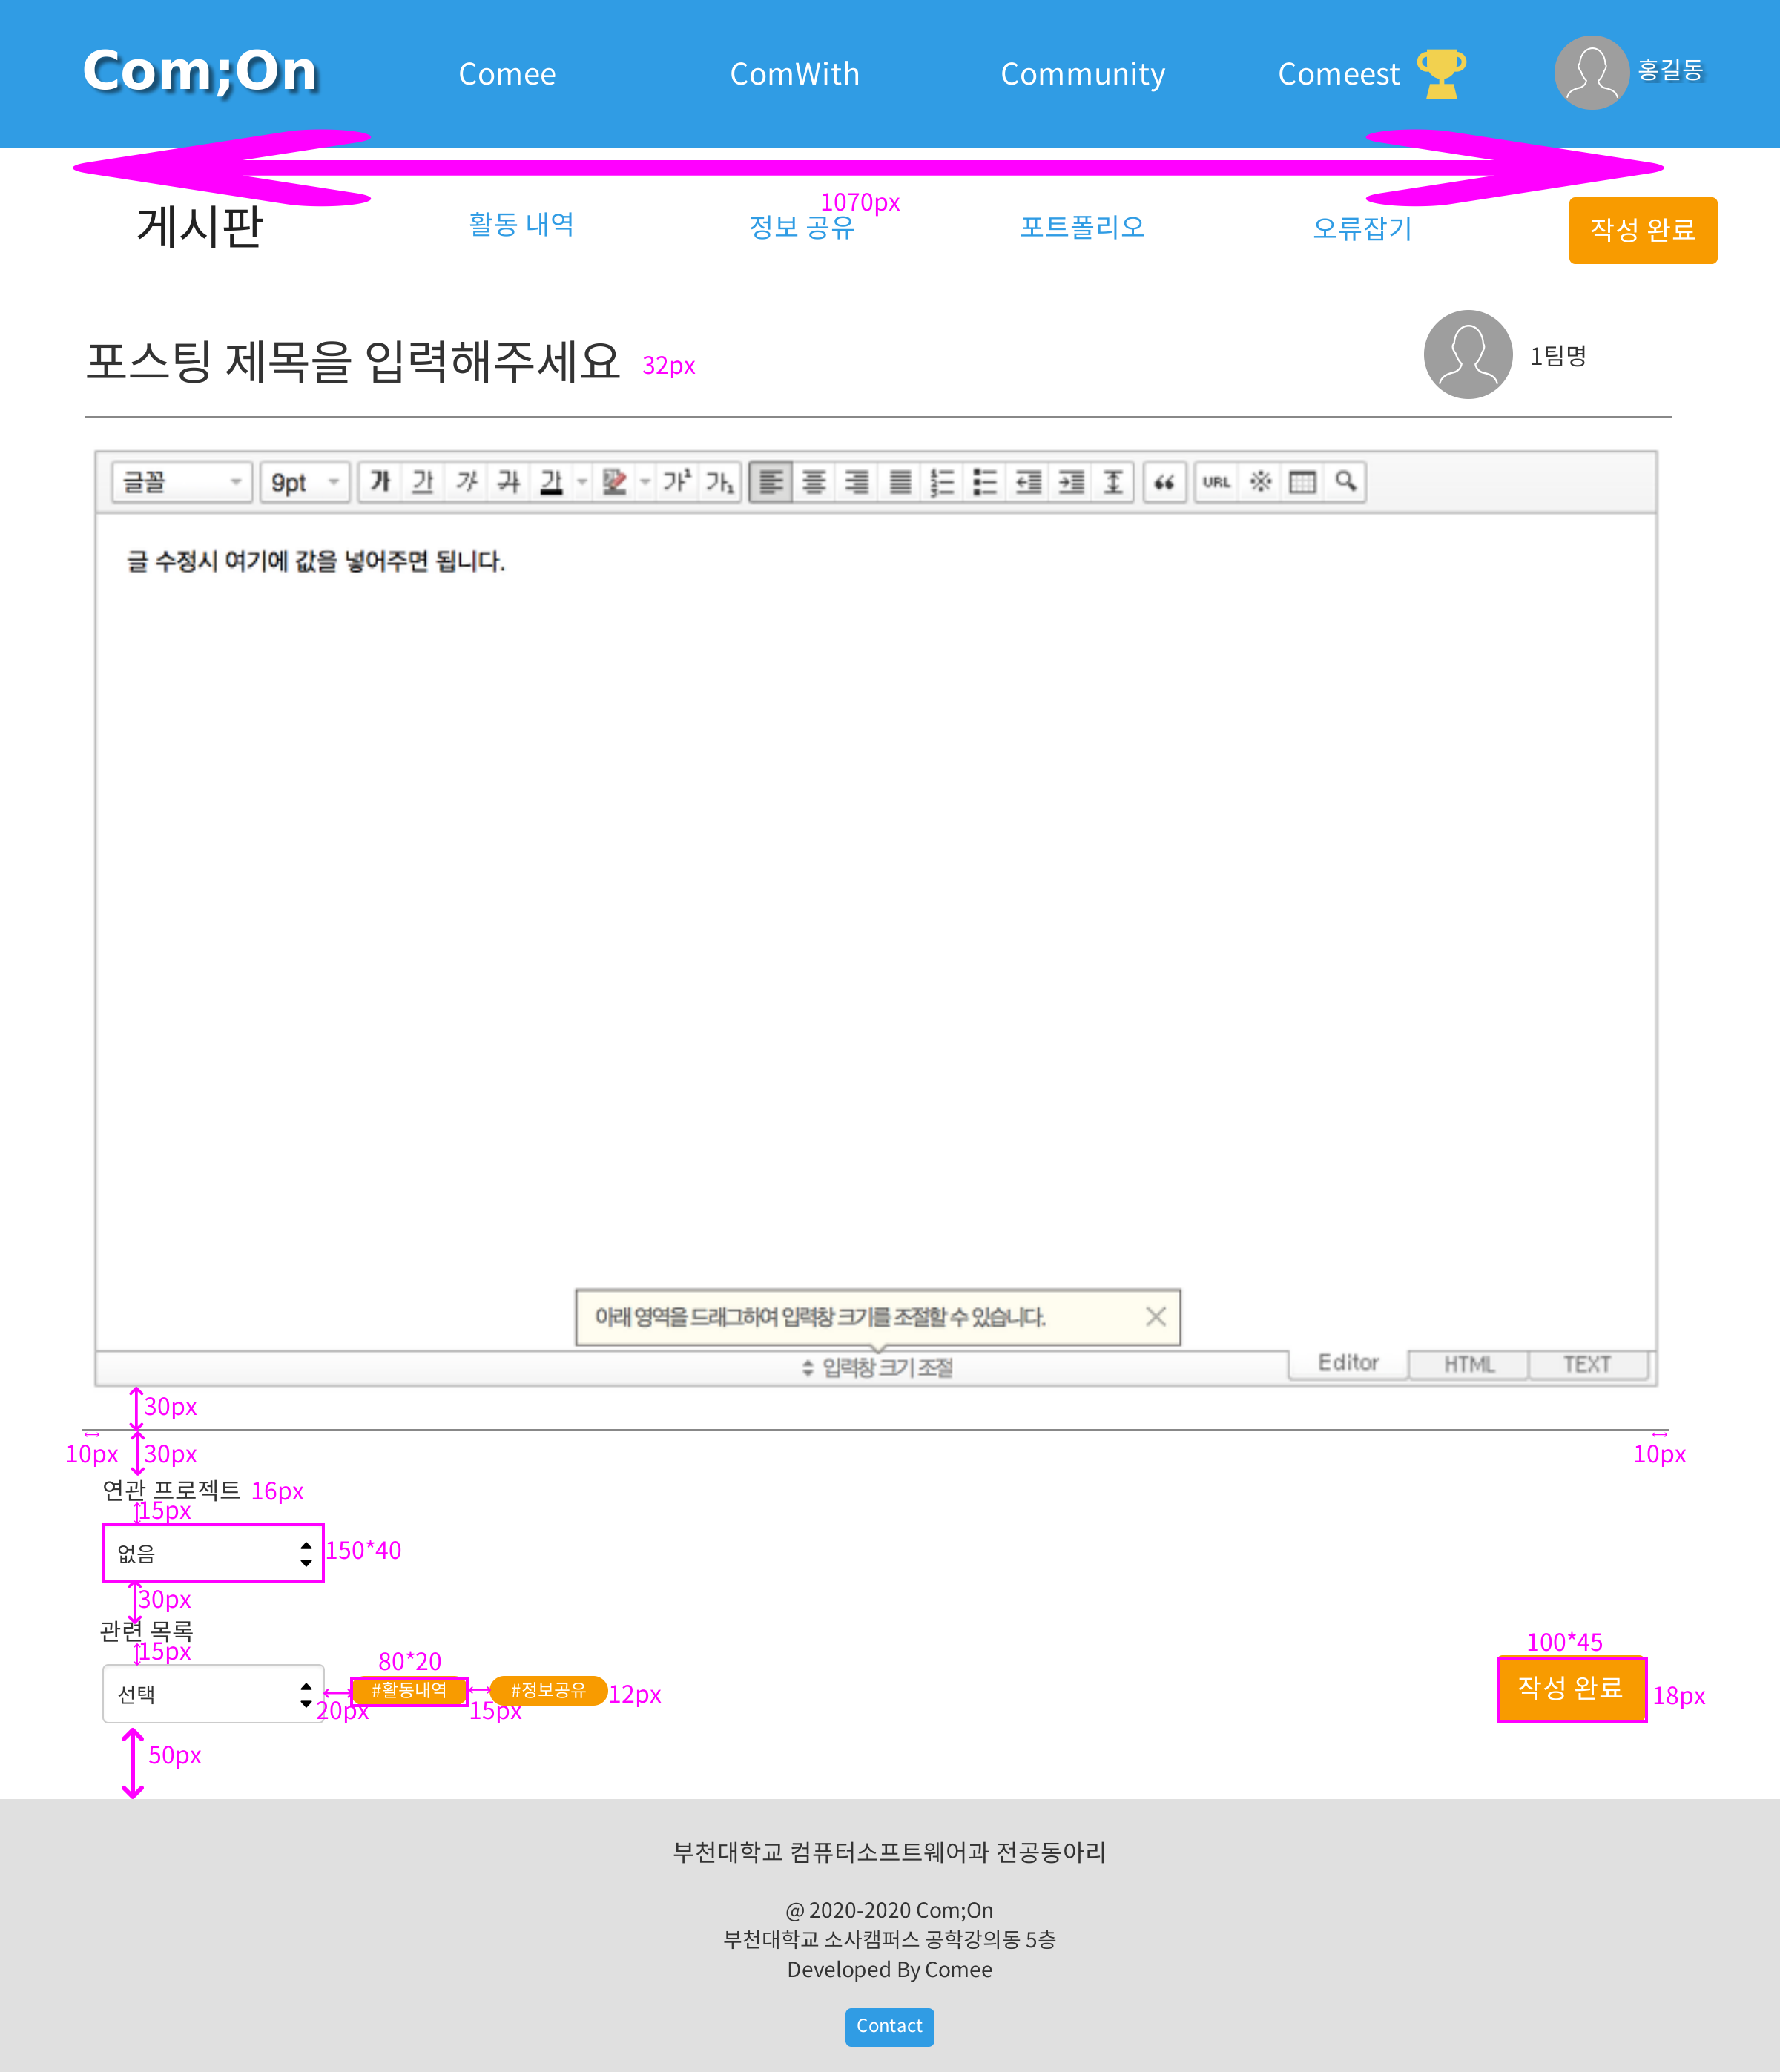 Com;On Comee ComWith Community Comeest 홍길동
1070px
게시판 활동 내역 정보 공유 포트폴리오 오류잡기 작성 완료
포스팅 제목을 입력해주세요 32px 1팀명
글꼴 9pt 가 가 가 가 가 가¹ 가₁ URL
글 수정시 여기에 값을 넣어주면 됩니다.
아래 영역을 드래그하여 입력창 크기를 조절할 수 있습니다.
입력창 크기 조절 Editor HTML TEXT
30px
10px 30px 10px
연관 프로젝트 16px
15px
없음 150*40
30px
관련 목록
15px
80*20 100*45
선택 #활동내역 #정보공유 12px 작성 완료 18px
20px 15px
50px
부천대학교 컴퓨터소프트웨어과 전공동아리
@ 2020-2020 Com;On
부천대학교 소사캠퍼스 공학강의동 5층
Developed By Comee
Contact